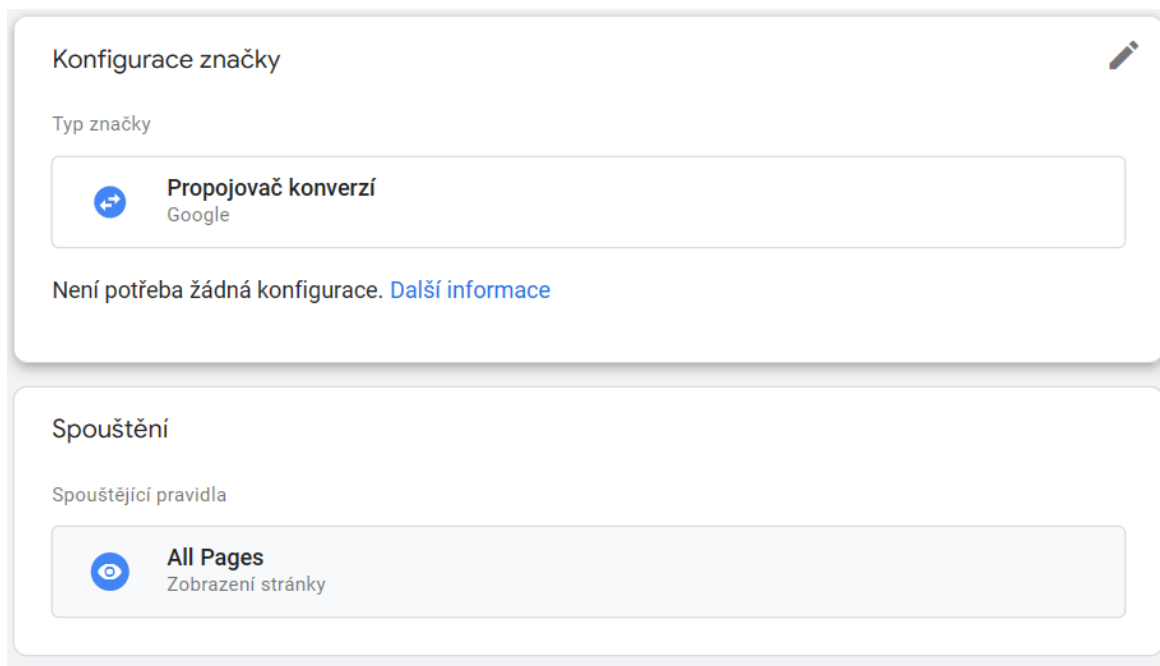 Konfigurace značky
Typ značky
Propojovač konverzí
Google
Není potřeba žádná konfigurace. Další informace
Spouštění
Spouštějící pravidla
All Pages
Zobrazení stránky